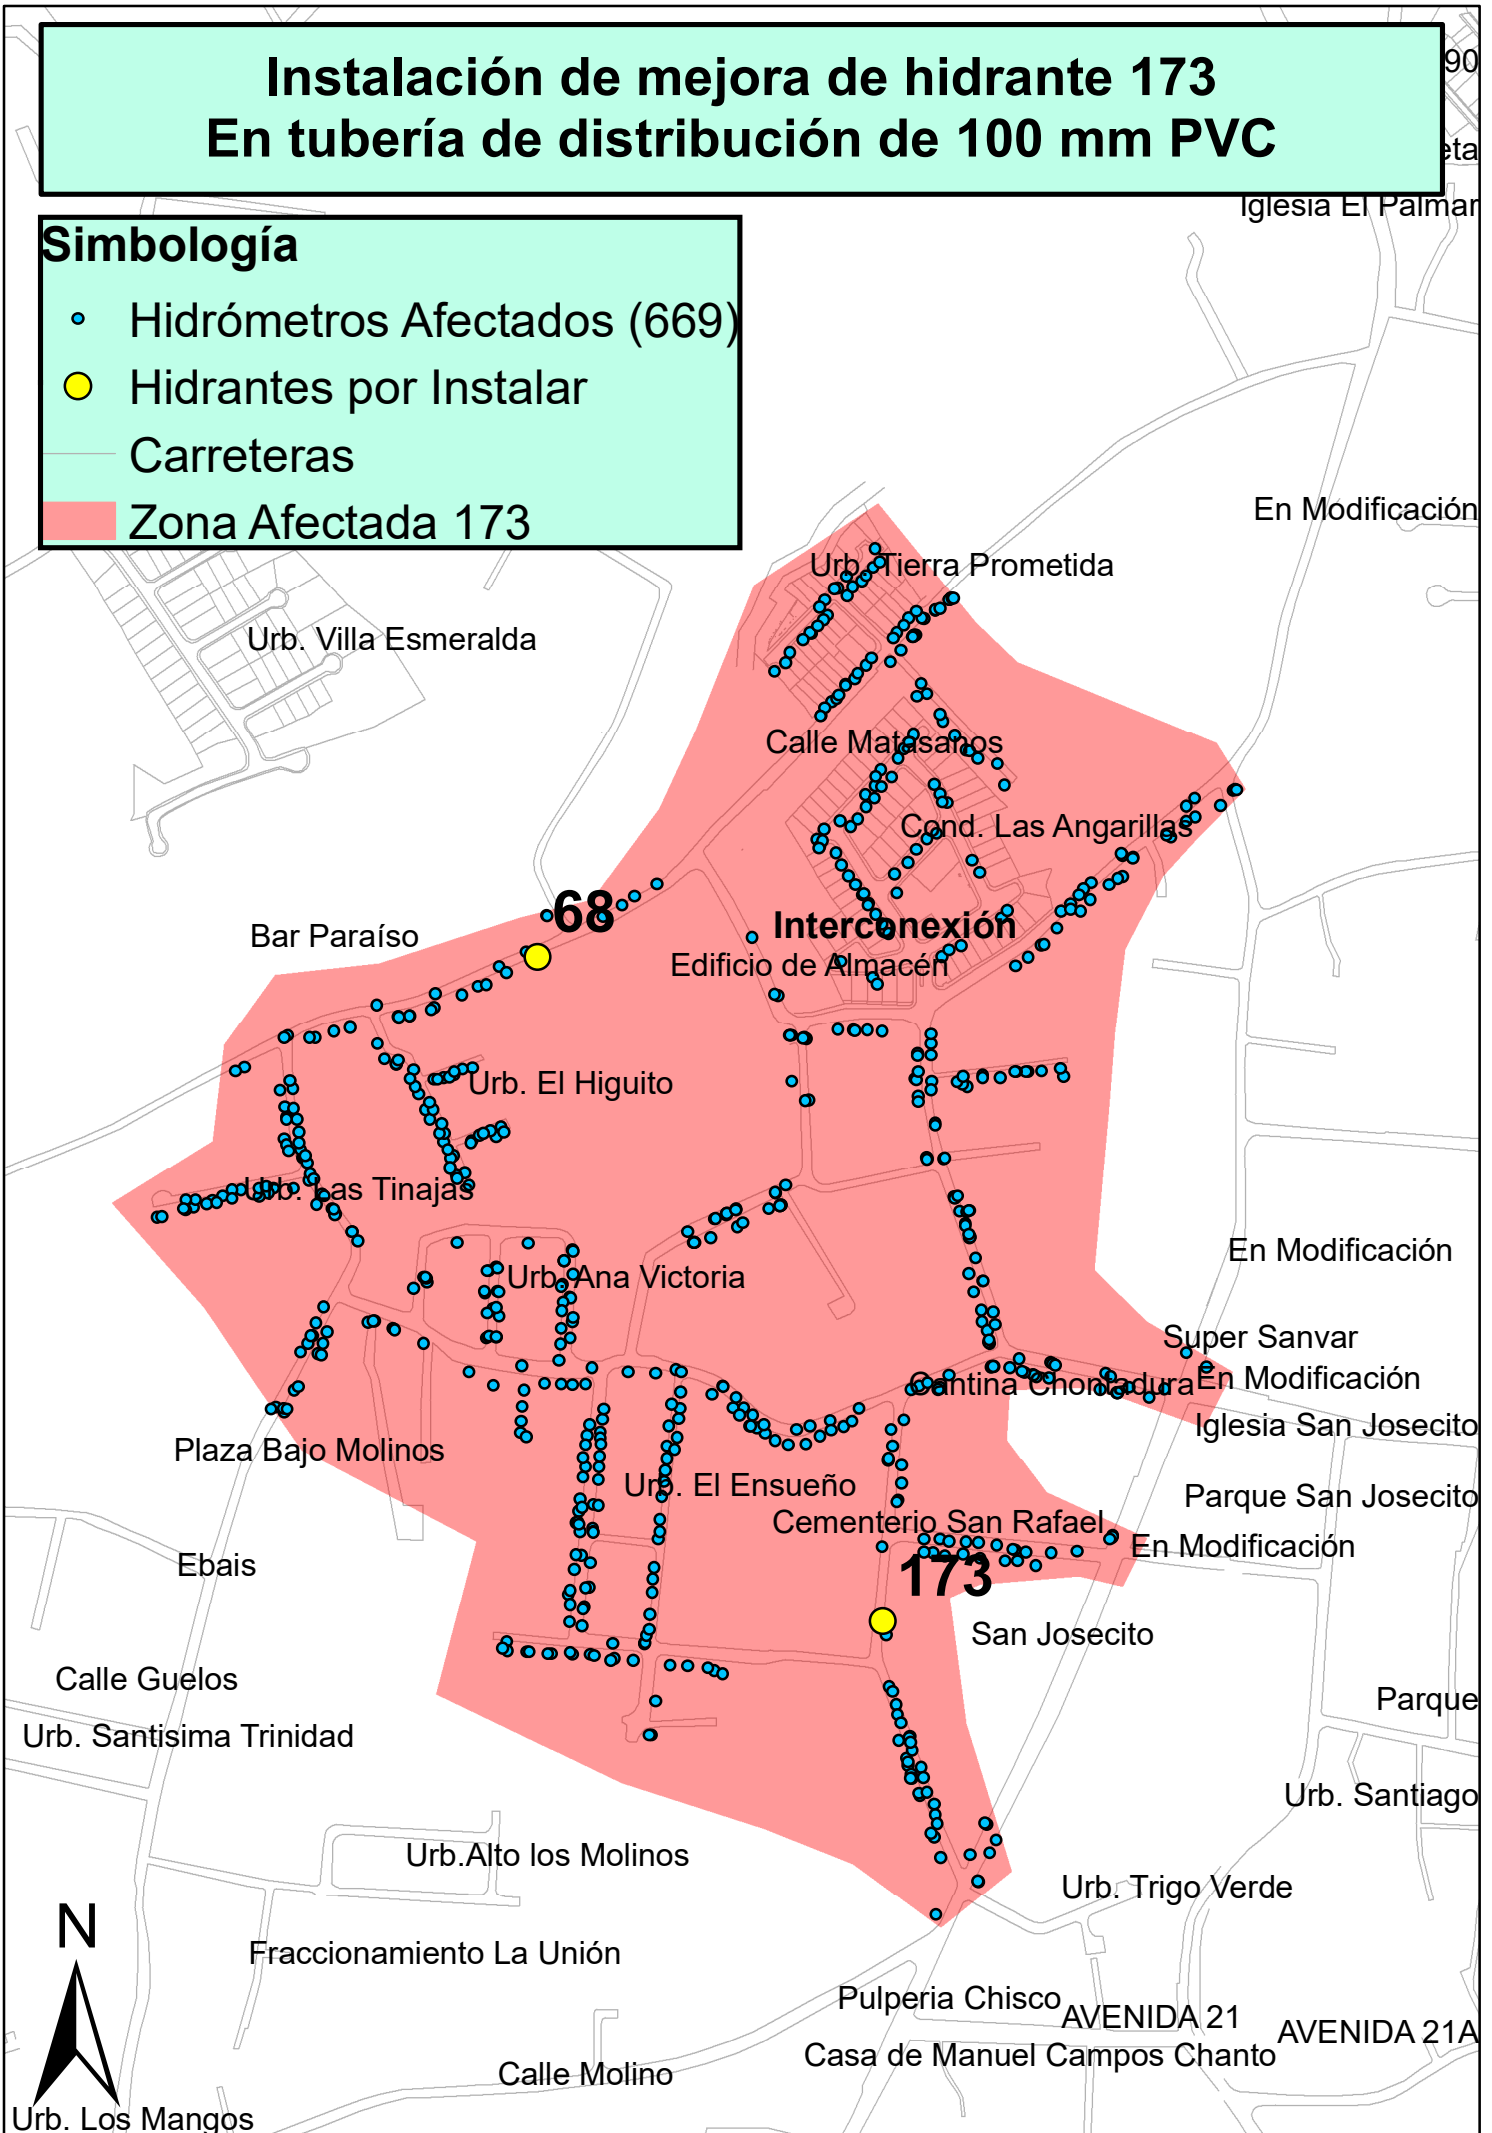 Instalación de mejora de hidrante 173
En tubería de distribución de 100 mm PVC
90
eta
Iglesia El Palmar
Simbología
Hidrómetros Afectados (669)
Hidrantes por Instalar
Carreteras
Zona Afectada 173
En Modificación
Urb. Tierra Prometida
Urb. Villa Esmeralda
Calle Matasanos
Cond. Las Angarillas
68
Bar Paraíso
Interconexión
Edificio de Almacén
Urb. El Higuito
Urb. Las Tinajas
En Modificación
Urb. Ana Victoria
Super Sanvar
Cantina Chontadura
En Modificación
Iglesia San Josecito
Plaza Bajo Molinos
Urb. El Ensueño
Parque San Josecito
Cementerio San Rafael
En Modificación
Ebais
173
San Josecito
Calle Guelos
Parque
Urb. Santisima Trinidad
Urb. Santiago
Urb.Alto los Molinos
Urb. Trigo Verde
N
Fraccionamiento La Unión
Pulperia Chisco
AVENIDA 21
AVENIDA 21A
Casa de Manuel Campos Chanto
Calle Molino
Urb. Los Mangos